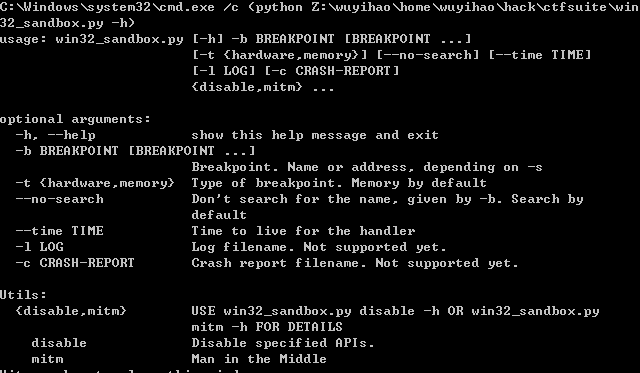 C:\Windows\system32\cmd.exe /c (python Z:\wuyihao\home\wuyihao\hack\ctfsuite\win
32_sandbox.py -h)
usage: win32_sandbox.py [-h] -b BREAKPOINT [BREAKPOINT ...]
[-t {hardware,memory}] [--no-search] [--time TIME]
[-l LOG] [-c CRASH-REPORT]
{disable,mitm} ...
optional arguments:
-h, --help show this help message and exit
-b BREAKPOINT [BREAKPOINT ...]
Breakpoint. Name or address, depending on -s
-t {hardware,memory} Type of breakpoint. Memory by default
--no-search Don't search for the name, given by -b. Search by
default
--time TIME Time to live for the handler
-l LOG Log filename. Not supported yet.
-c CRASH-REPORT Crash report filename. Not supported yet.
Utils:
{disable,mitm} USE win32_sandbox.py disable -h OR win32_sandbox.py
mitm -h FOR DETAILS
disable Disable specified APIs.
mitm Man in the Middle